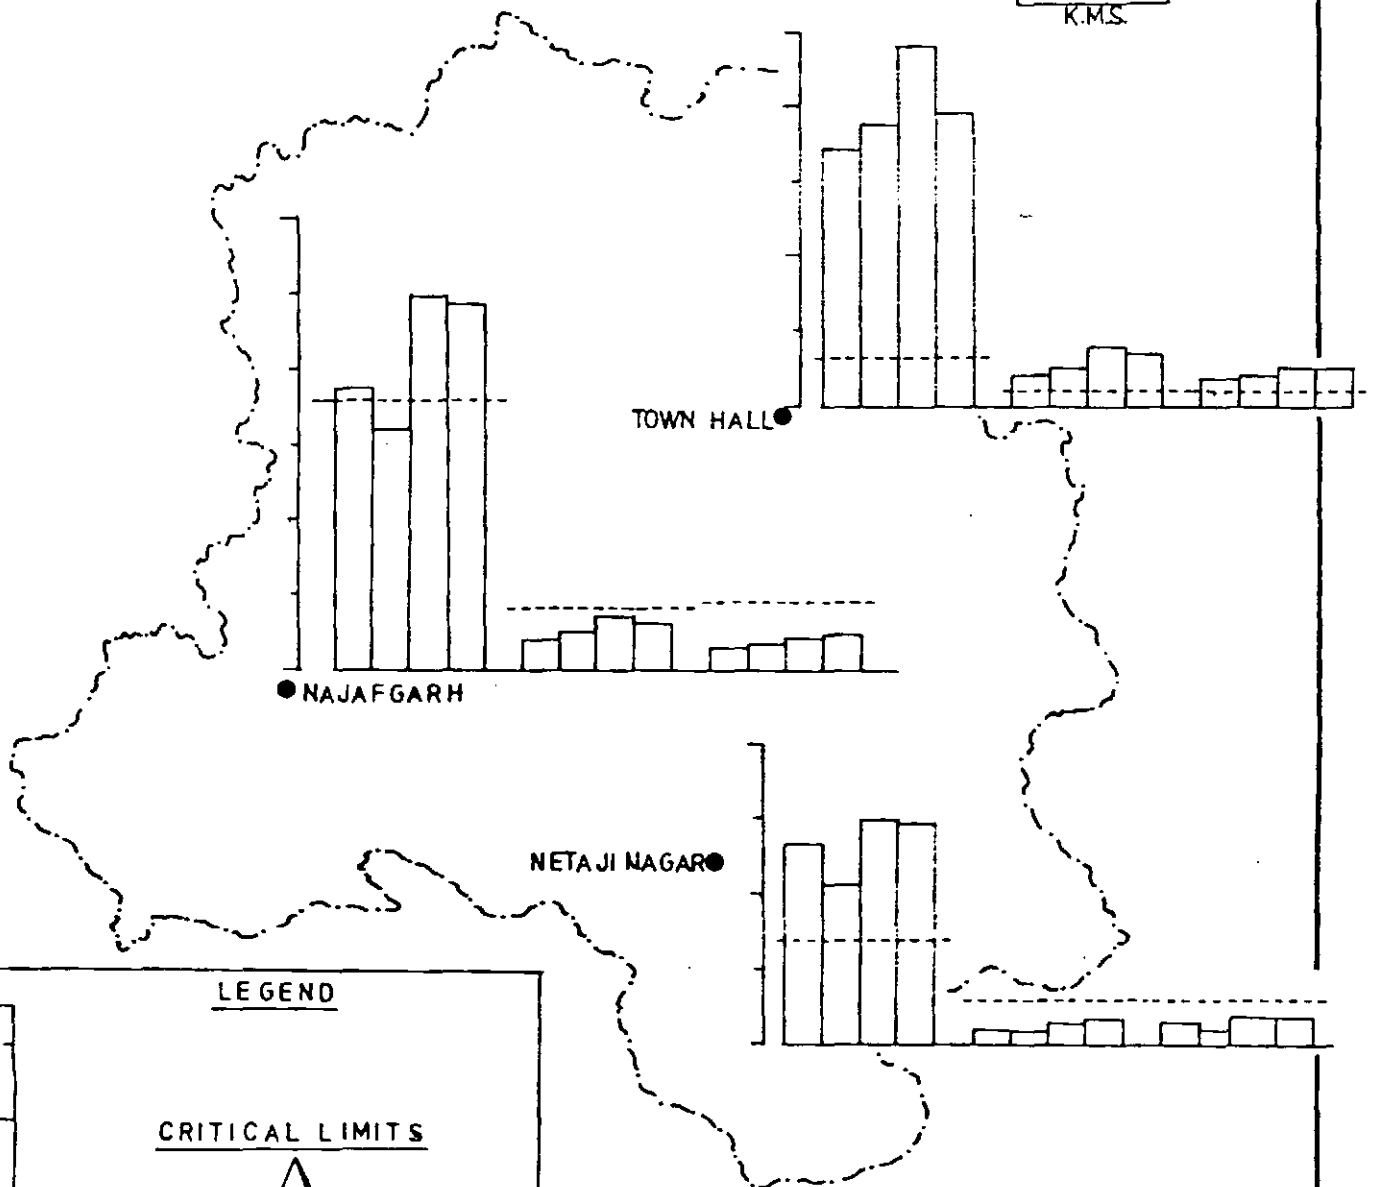 K.M.S.
TOWN HALL
NAJAFGARH
NETAJI NAGAR
LEGEND
CRITICAL LIMITS